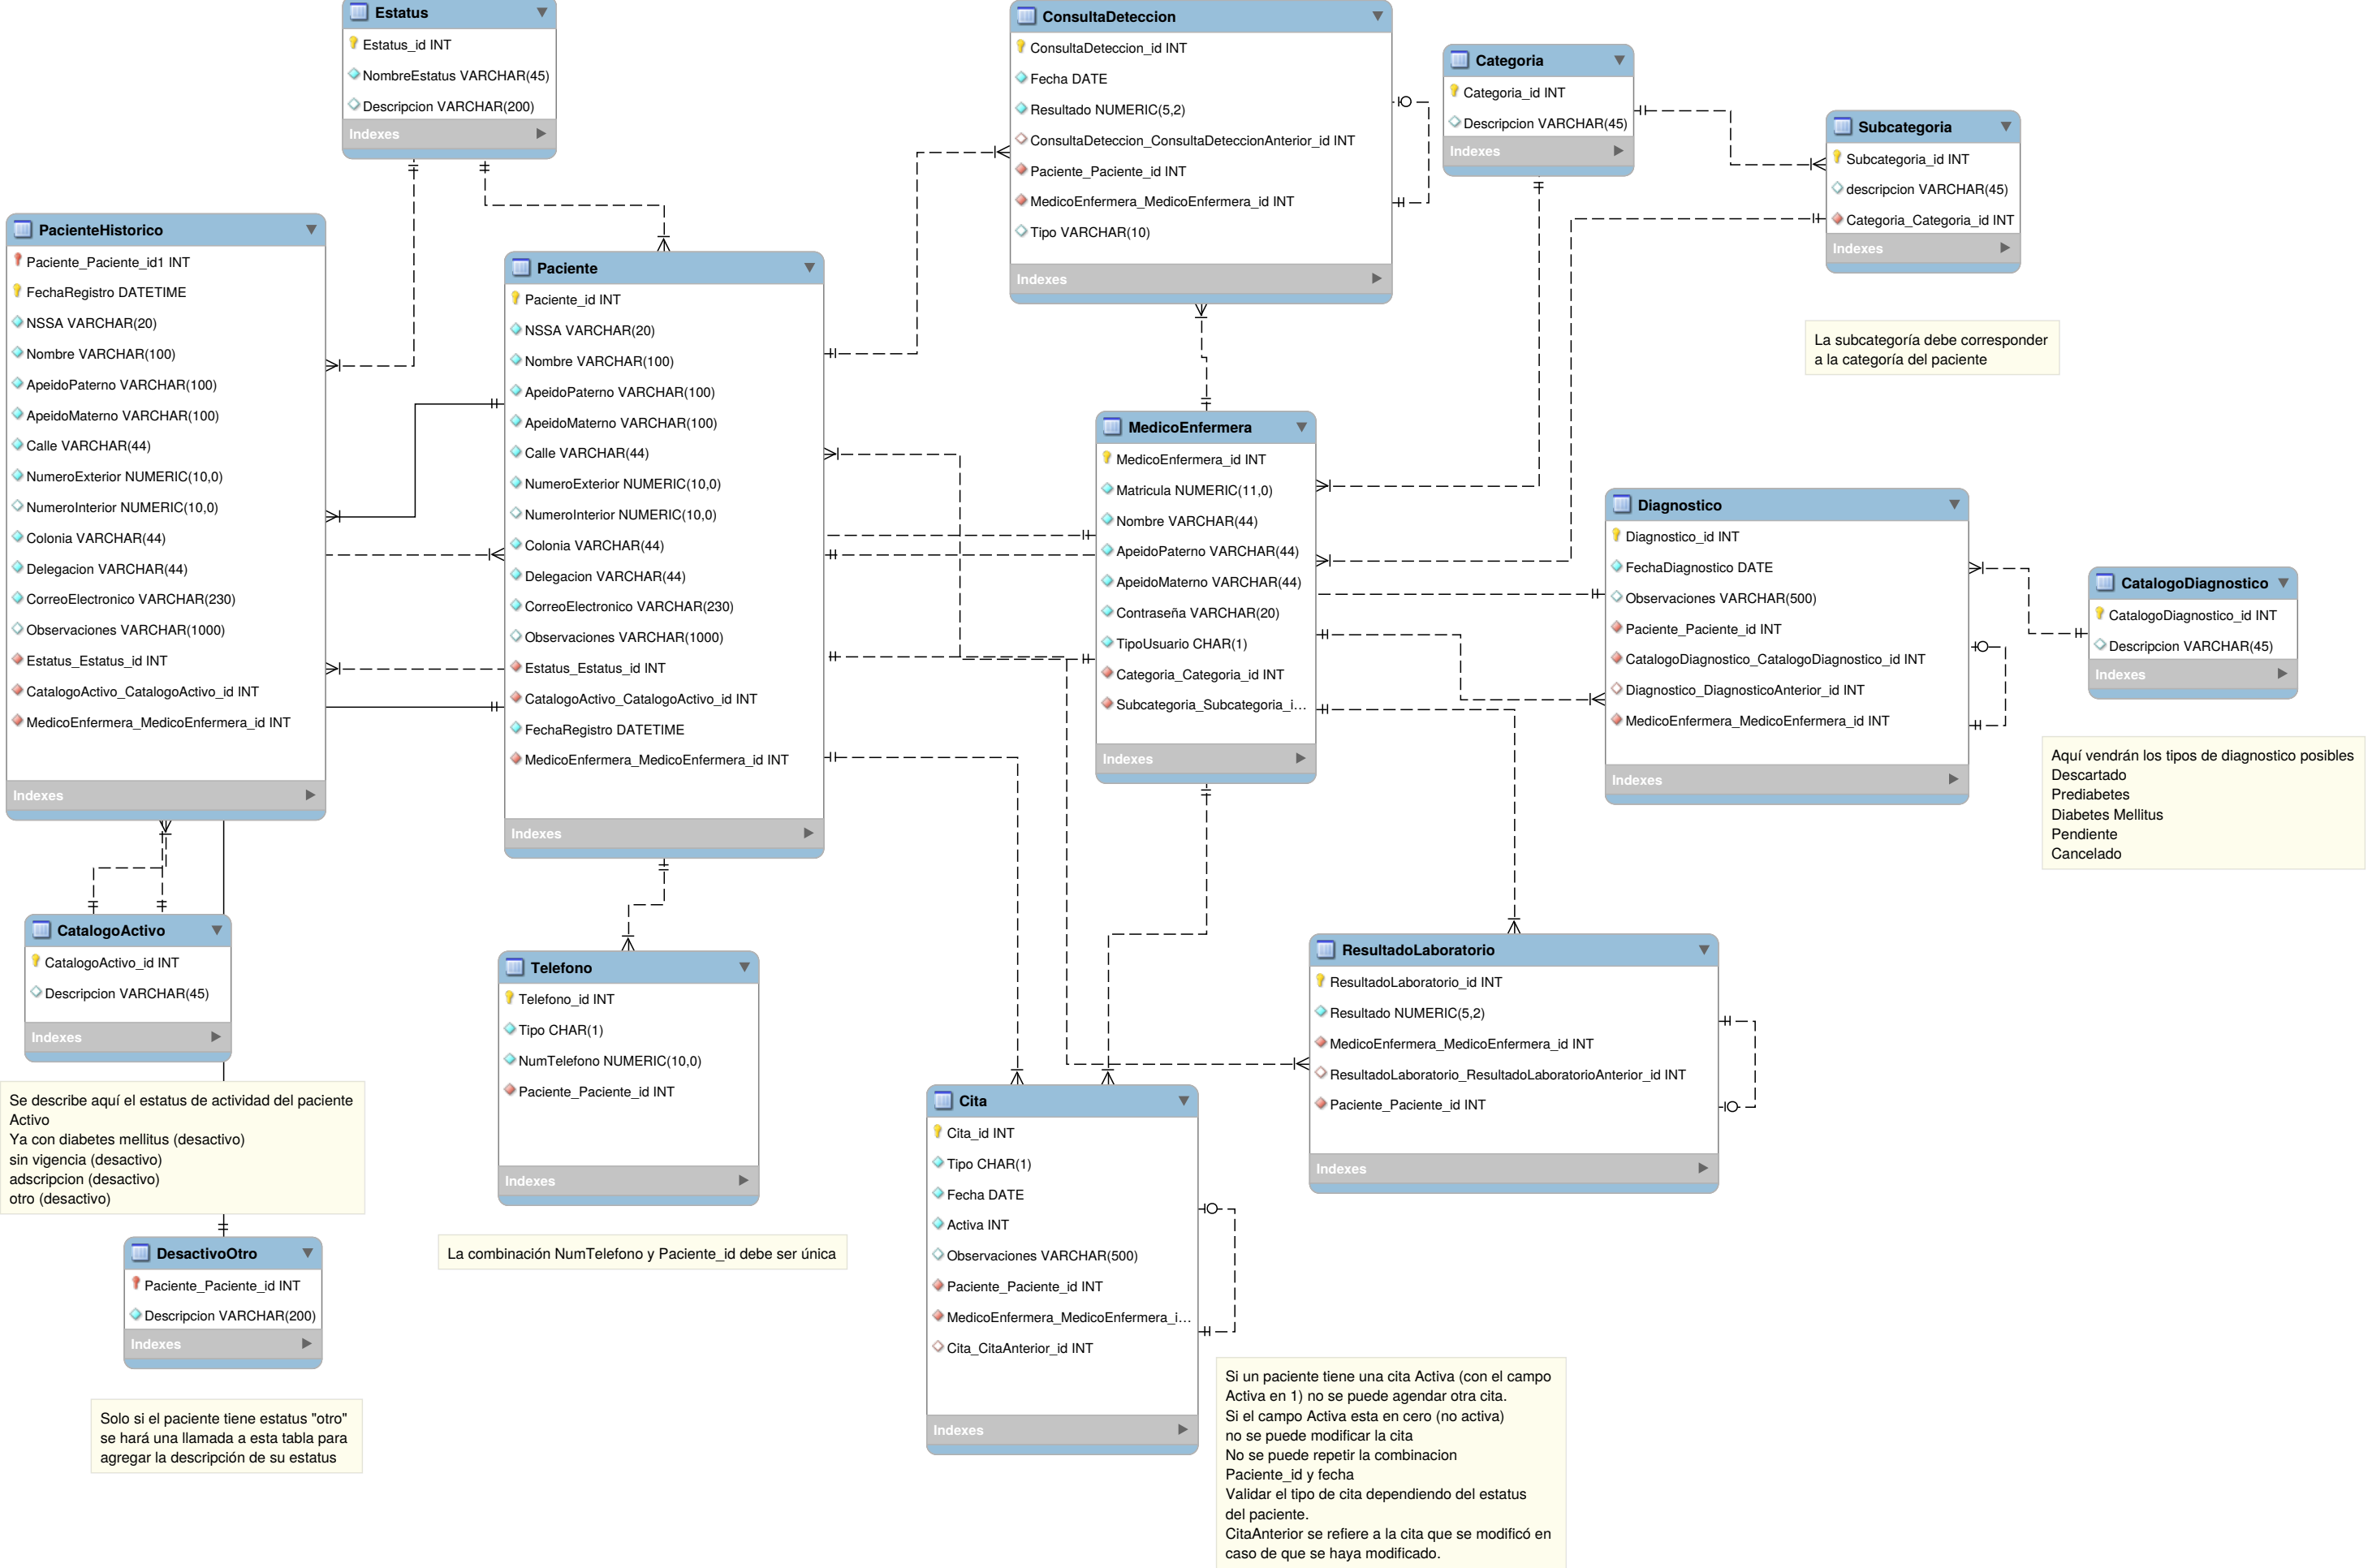 Estatus
Estatus_id INT
NombreEstatus VARCHAR(45)
Descripcion VARCHAR(200)
Indexes
ConsultaDeteccion
ConsultaDeteccion_id INT
Fecha DATE
Resultado NUMERIC(5,2)
ConsultaDeteccion_ConsultaDeteccionAnterior_id INT
Paciente_Paciente_id INT
MedicoEnfermera_MedicoEnfermera_id INT
Tipo VARCHAR(10)
Indexes
Categoria
Categoria_id INT
Descripcion VARCHAR(45)
Indexes
Subcategoria
Subcategoria_id INT
descripcion VARCHAR(45)
Categoria_Categoria_id INT
Indexes
La subcategoría debe corresponder
a la categoría del paciente
PacienteHistorico
Paciente_Paciente_id1 INT
FechaRegistro DATETIME
NSSA VARCHAR(20)
Nombre VARCHAR(100)
ApeidoPaterno VARCHAR(100)
ApeidoMaterno VARCHAR(100)
Calle VARCHAR(44)
NumeroExterior NUMERIC(10,0)
NumeroInterior NUMERIC(10,0)
Colonia VARCHAR(44)
Delegacion VARCHAR(44)
CorreoElectronico VARCHAR(230)
Observaciones VARCHAR(1000)
Estatus_Estatus_id INT
CatalogoActivo_CatalogoActivo_id INT
MedicoEnfermera_MedicoEnfermera_id INT
Indexes
Paciente
Paciente_id INT
NSSA VARCHAR(20)
Nombre VARCHAR(100)
ApeidoPaterno VARCHAR(100)
ApeidoMaterno VARCHAR(100)
Calle VARCHAR(44)
NumeroExterior NUMERIC(10,0)
NumeroInterior NUMERIC(10,0)
Colonia VARCHAR(44)
Delegacion VARCHAR(44)
CorreoElectronico VARCHAR(230)
Observaciones VARCHAR(1000)
Estatus_Estatus_id INT
CatalogoActivo_CatalogoActivo_id INT
FechaRegistro DATETIME
MedicoEnfermera_MedicoEnfermera_id INT
Indexes
MedicoEnfermera
MedicoEnfermera_id INT
Matricula NUMERIC(11,0)
Nombre VARCHAR(44)
ApeidoPaterno VARCHAR(44)
ApeidoMaterno VARCHAR(44)
Contraseña VARCHAR(20)
TipoUsuario CHAR(1)
Categoria_Categoria_id INT
Subcategoria_Subcategoria_i...
Indexes
Diagnostico
Diagnostico_id INT
FechaDiagnostico DATE
Observaciones VARCHAR(500)
Paciente_Paciente_id INT
CatalogoDiagnostico_CatalogoDiagnostico_id INT
Diagnostico_DiagnosticoAnterior_id INT
MedicoEnfermera_MedicoEnfermera_id INT
Indexes
CatalogoDiagnostico
CatalogoDiagnostico_id INT
Descripcion VARCHAR(45)
Indexes
Aquí vendrán los tipos de diagnostico posibles
Descartado
Prediabetes
Diabetes Mellitus
Pendiente
Cancelado
CatalogoActivo
CatalogoActivo_id INT
Descripcion VARCHAR(45)
Indexes
Se describe aquí el estatus de actividad del paciente
Activo
Ya con diabetes mellitus (desactivo)
sin vigencia (desactivo)
adscripcion (desactivo)
otro (desactivo)
DesactivoOtro
Paciente_Paciente_id INT
Descripcion VARCHAR(200)
Indexes
Solo si el paciente tiene estatus "otro"
se hará una llamada a esta tabla para
agregar la descripción de su estatus
Telefono
Telefono_id INT
Tipo CHAR(1)
NumTelefono NUMERIC(10,0)
Paciente_Paciente_id INT
Indexes
La combinación NumTelefono y Paciente_id debe ser única
Cita
Cita_id INT
Tipo CHAR(1)
Fecha DATE
Activa INT
Observaciones VARCHAR(500)
Paciente_Paciente_id INT
MedicoEnfermera_MedicoEnfermera_i...
Cita_CitaAnterior_id INT
Indexes
ResultadoLaboratorio
ResultadoLaboratorio_id INT
Resultado NUMERIC(5,2)
MedicoEnfermera_MedicoEnfermera_id INT
ResultadoLaboratorio_ResultadoLaboratorioAnterior_id INT
Paciente_Paciente_id INT
Indexes
Si un paciente tiene una cita Activa (con el campo
Activa en 1) no se puede agendar otra cita.
Si el campo Activa esta en cero (no activa)
no se puede modificar la cita
No se puede repetir la combinacion
Paciente_id y fecha
Validar el tipo de cita dependiendo del estatus
del paciente.
CitaAnterior se refiere a la cita que se modificó en
caso de que se haya modificado.